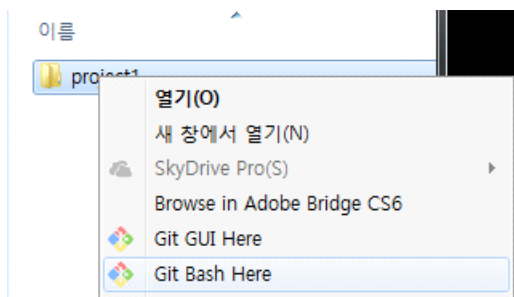 이름
project1
열기(O)
새 창에서 열기(N)
SkyDrive Pro(S)
Browse in Adobe Bridge CS6
Git GUI Here
Git Bash Here